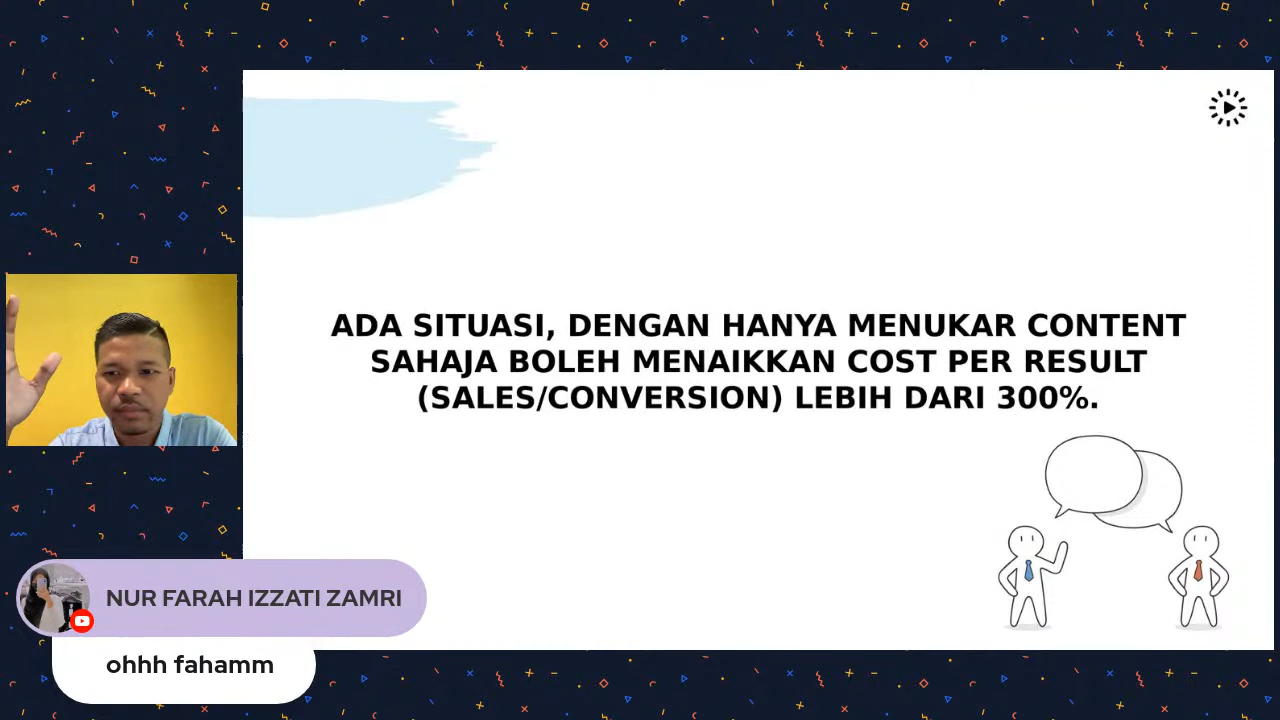 ADA SITUASI, DENGAN HANYA MENUKAR CONTENT
SAHAJA BOLEH MENAIKKAN COST PER RESULT
(SALES/CONVERSION) LEBIH DARI 300%.
NUR FARAH IZZATI ZAMRI
ohhh fahamm